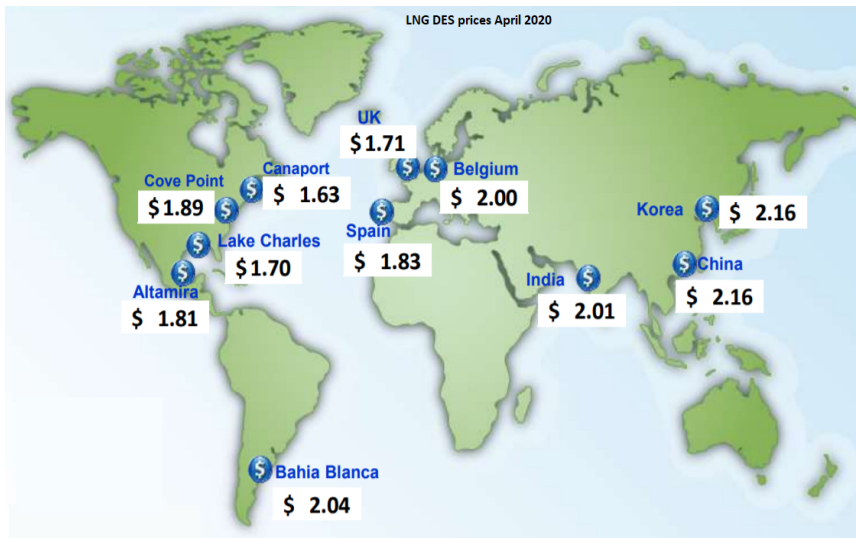 LNG DES prices April 2020
UK
$1.71
Belgium
$ 2.00
Canaport
$ 1.63
Cove Point
$1.89
Korea
$ 2.16
Spain
$ 1.83
Lake Charles
$1.70
China
$ 2.16
India
$ 2.01
Altamira
$ 1.81
Bahia Blanca
$ 2.04